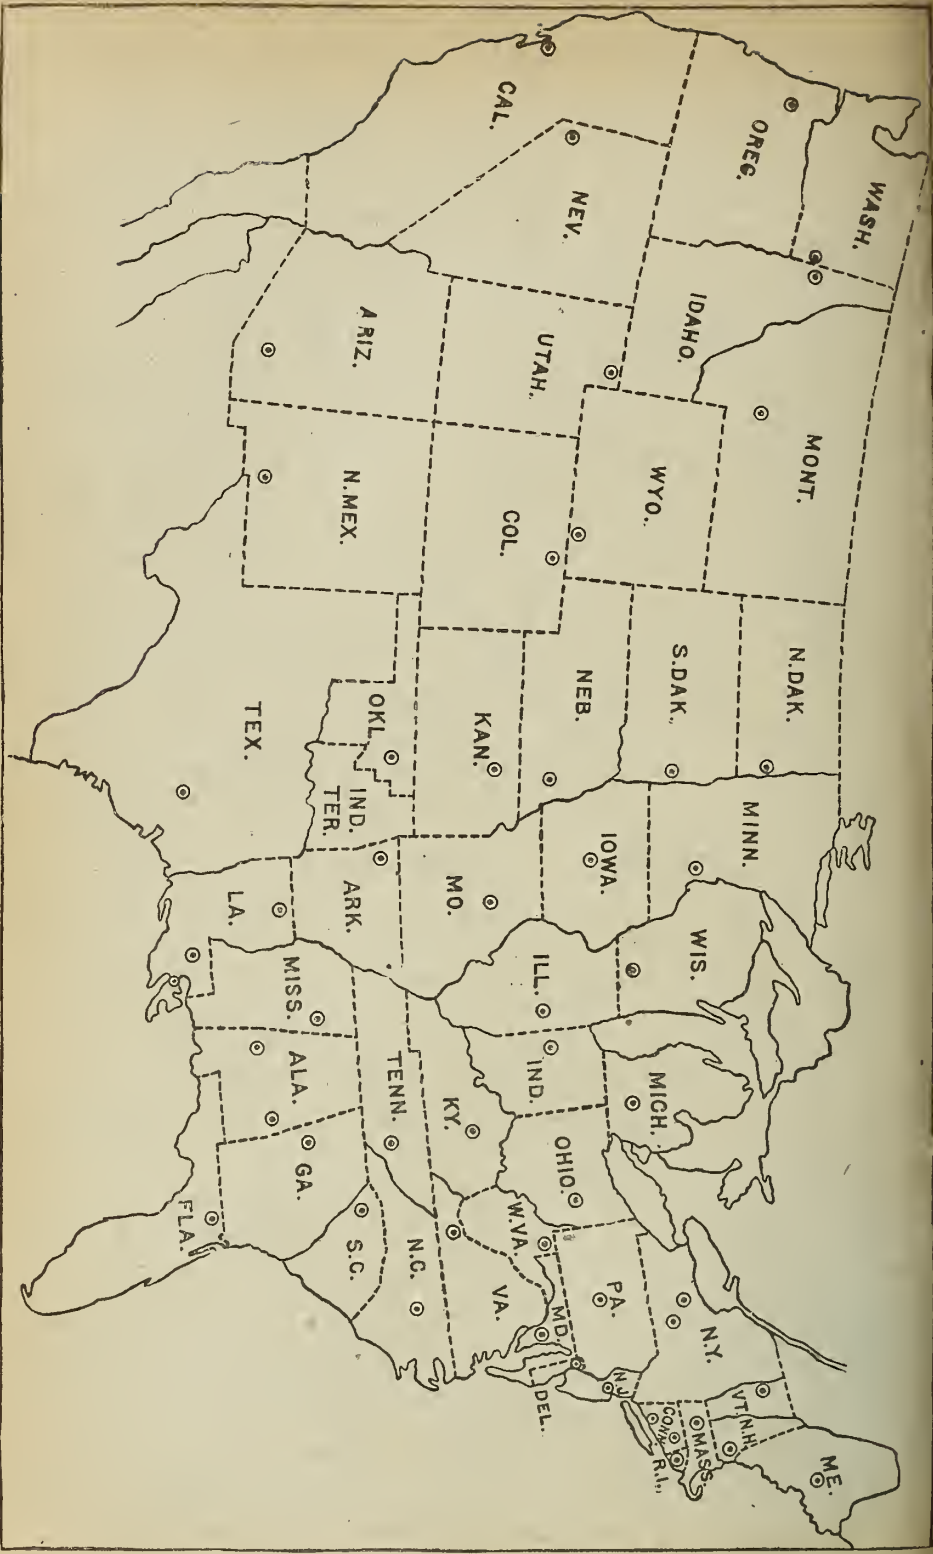 WASH.
OREG.
CAL.
NEV.
IDAHO.
MONT.
WYO.
UTAH.
ARIZ.
N.MEX.
COL.
N.DAK.
S.DAK.
NEB.
KAN.
OKL
IND.
TER.
TEX.
MINN.
IOWA.
MO.
ARK.
LA.
WIS.
ILL.
MISS.
MICH.
IND.
OHIO.
KY.
TENN.
ALA.
GA.
FLA.
S.C.
N.C.
VA.
W.VA.
MD.
DEL.
PA.
N.J.
N.Y.
VT.
N.H.
MASS.
CONN.
R.I.
ME.